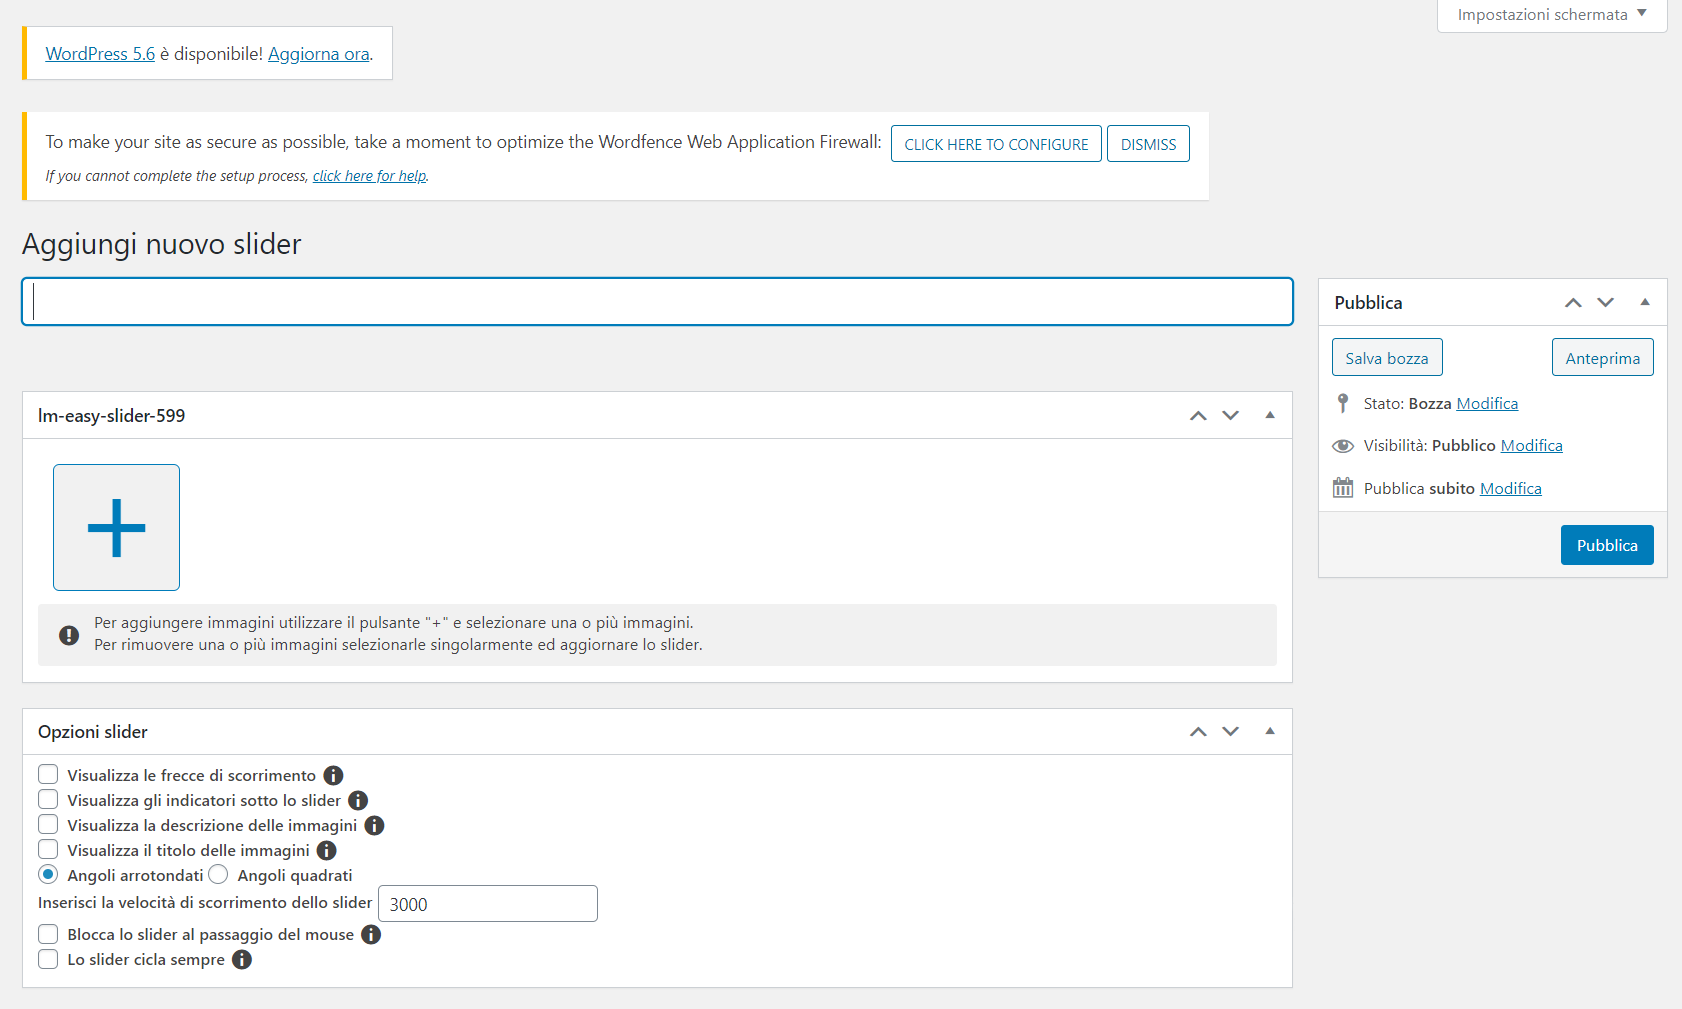 Impostazioni schermata
WordPress 5.6 è disponibile! Aggiorna ora.
To make your site as secure as possible, take a moment to optimize the Wordfence Web Application Firewall: CLICK HERE TO CONFIGURE DISMISS
If you cannot complete the setup process, click here for help.
Aggiungi nuovo slider
Pubblica
Salva bozza Anteprima
Stato: Bozza Modifica
Visibilità: Pubblico Modifica
Pubblica subito Modifica
Pubblica
lm-easy-slider-599
Per aggiungere immagini utilizzare il pulsante "+" e selezionare una o più immagini.
Per rimuovere una o più immagini selezionarle singolarmente ed aggiornare lo slider.
Opzioni slider
Visualizza le frecce di scorrimento
Visualizza gli indicatori sotto lo slider
Visualizza la descrizione delle immagini
Visualizza il titolo delle immagini
Angoli arrotondati Angoli quadrati
Inserisci la velocità di scorrimento dello slider 3000
Blocca lo slider al passaggio del mouse
Lo slider cicla sempre